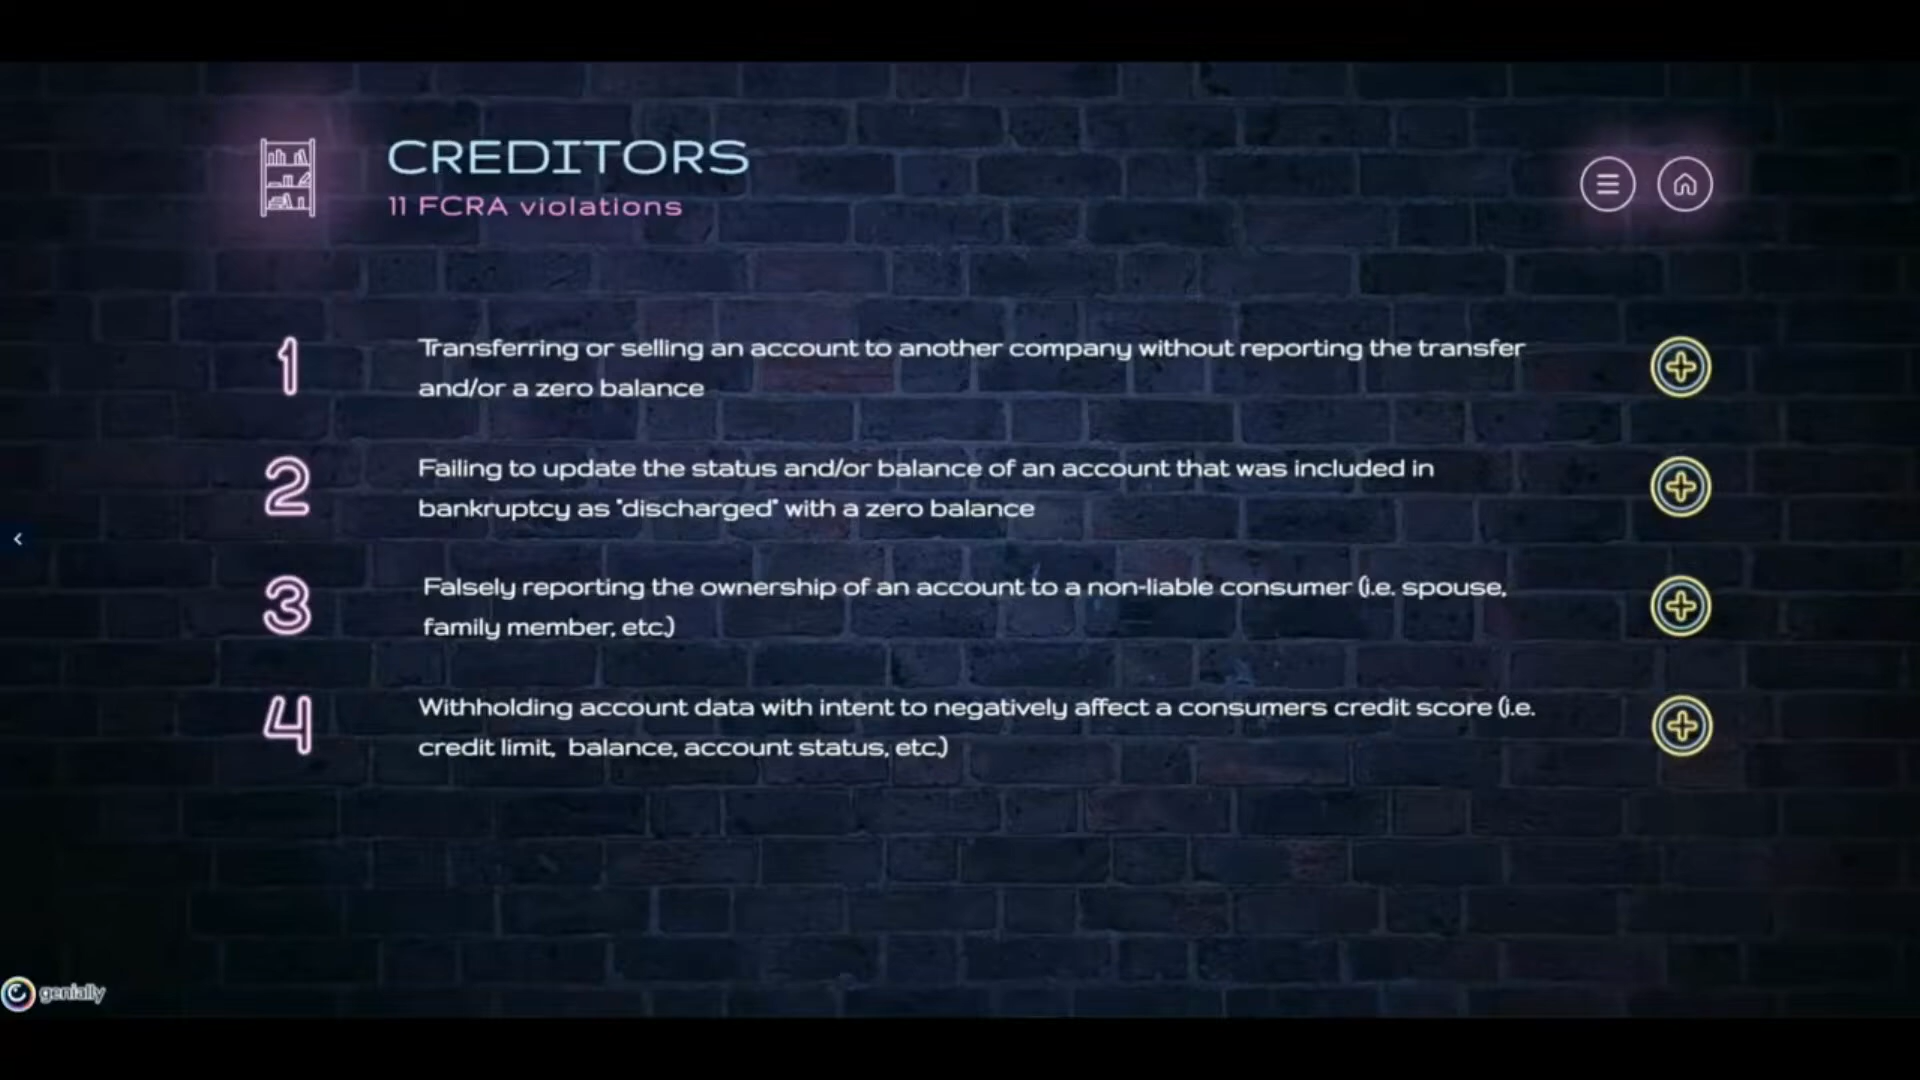 CREDITORS
11 FCRA violations
1
Transferring or selling an account to another company without reporting the transfer
and/or a zero balance
2
Failing to update the status and/or balance of an account that was included in
bankruptcy as "discharged" with a zero balance
3
Falsely reporting the ownership of an account to a non-liable consumer (i.e. spouse,
family member, etc.)
4
Withholding account data with intent to negatively affect a consumers credit score (i.e.
credit limit, balance, account status, etc.)
genially